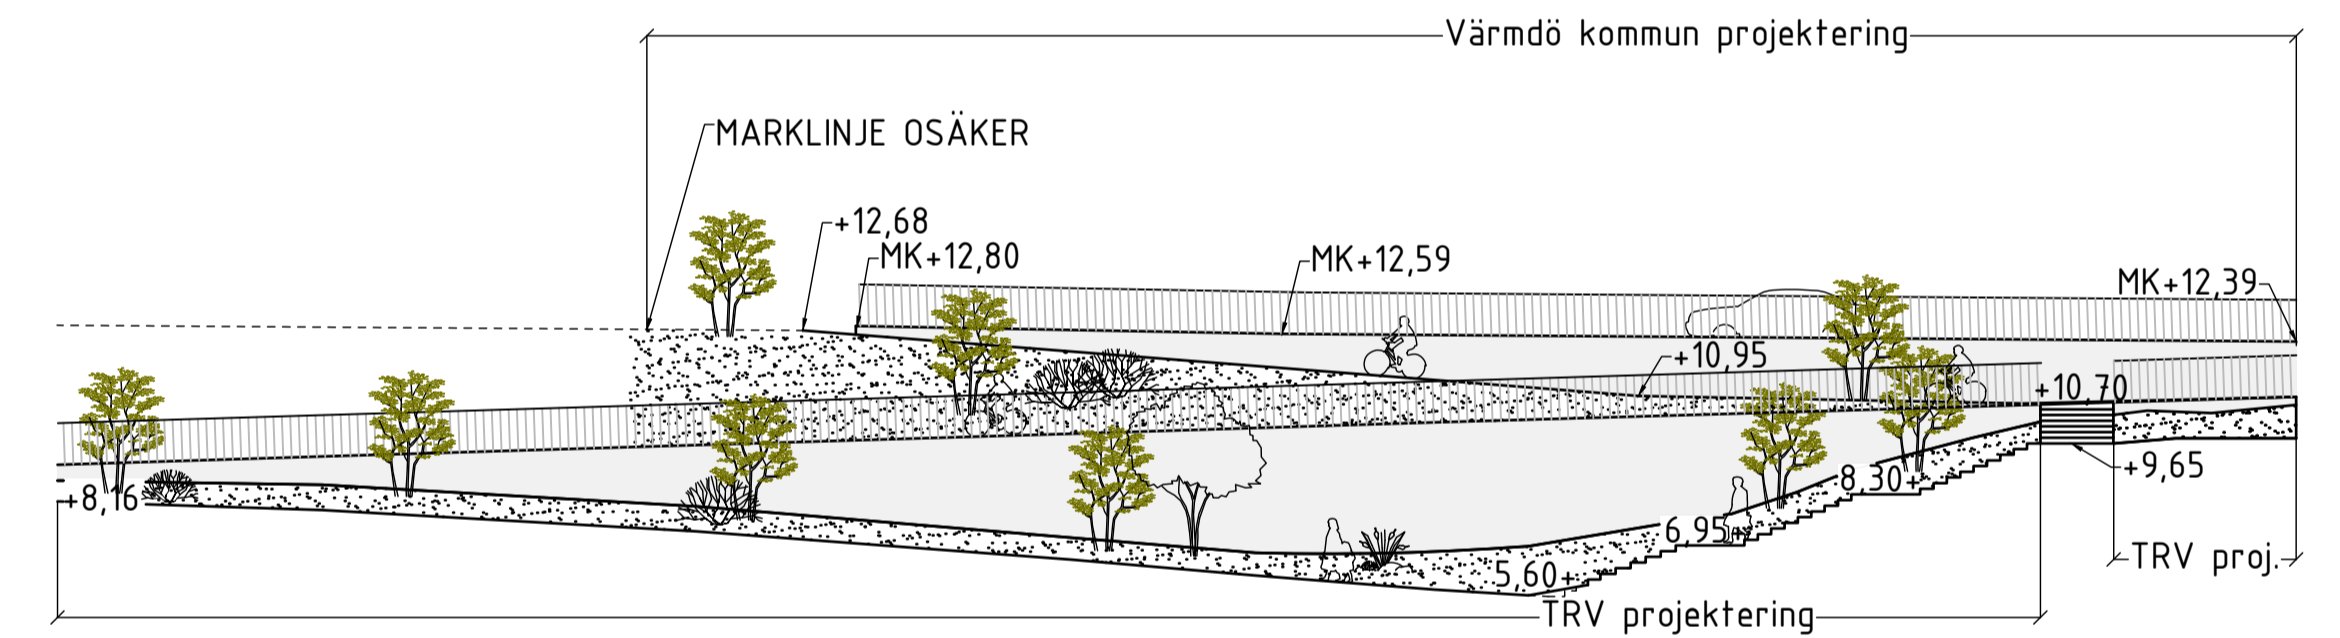 Värmdö kommun projektering
MARKLINJE OSÄKER
+12,68
MK+12,80
MK+12,59
MK+12,39
+10,95
+10,70
+8,16
8,30+
+9,65
6,95+
5,60+
TRV proj.
TRV projektering